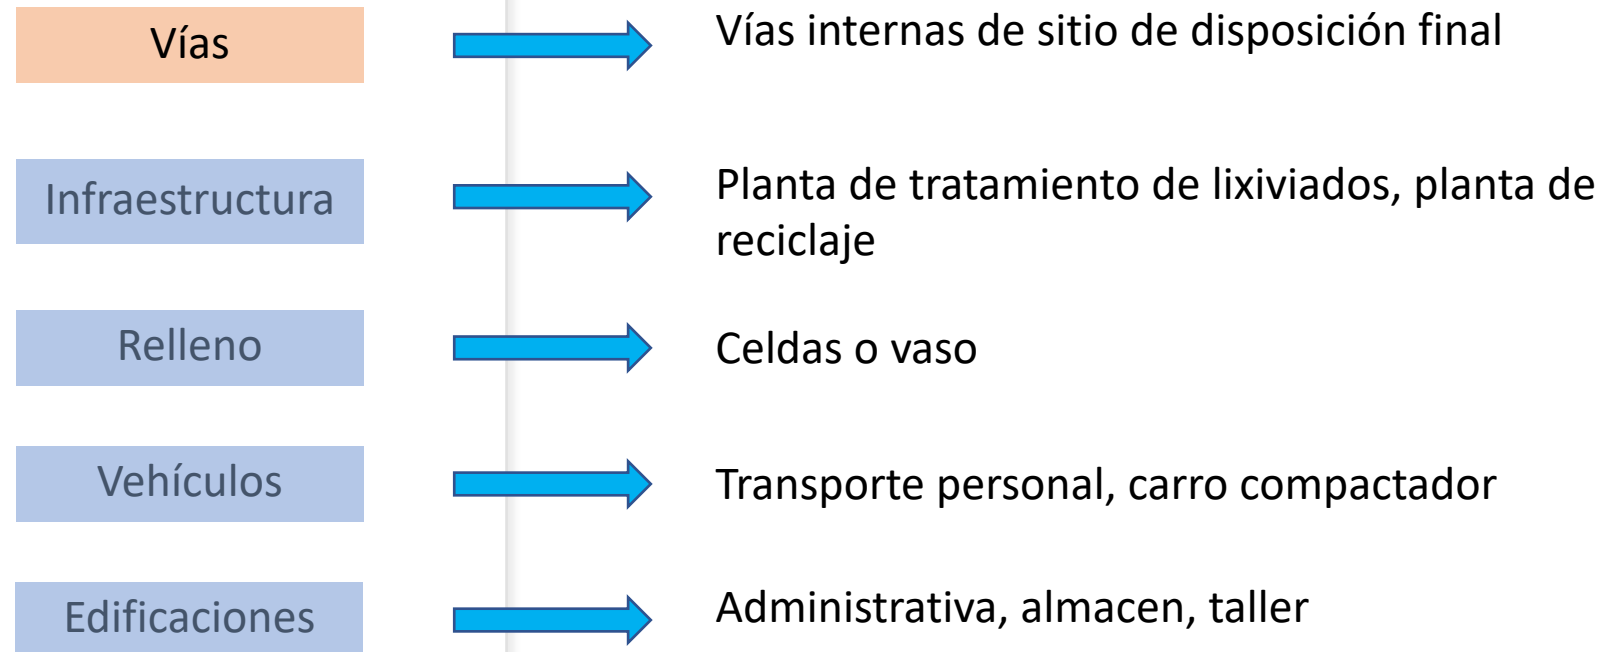 Vías
Vías internas de sitio de disposición final
Infraestructura
Planta de tratamiento de lixiviados, planta de
reciclaje
Relleno
Celdas o vaso
Vehículos
Transporte personal, carro compactador
Edificaciones
Administrativa, almacen, taller